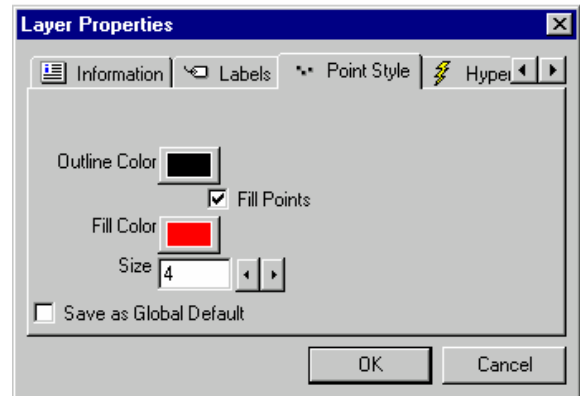 Layer Properties
Information Labels Point Style Hyper
Outline Color
Fill Points
Fill Color
Size 4
Save as Global Default
OK Cancel